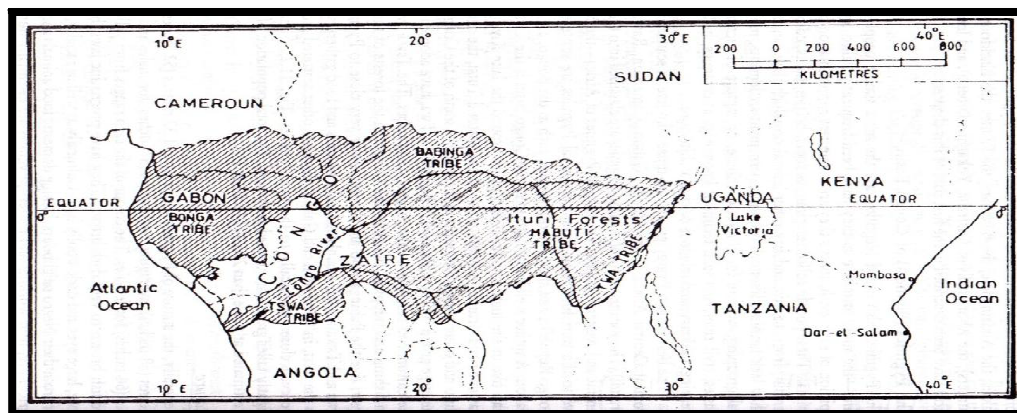 10°E
20°
30°E
40°E
200 0 200 400 600 800
KILOMETRES
SUDAN
CAMEROUN
BABINGA
TRIBE
EQUATOR
GABON
UGANDA
KENYA
EQUATOR
0°
0°
BONGA
TRIBE
CONGO
Ituri Forests
MABUTI
TRIBE
Lake
Victoria
Congo River
ZAIRE
TWA TRIBE
Atlantic
Ocean
Mombasa
Indian
Ocean
TSWA
TRIBE
TANZANIA
Dar-el-Salam
ANGOLA
10°E
20°
30°
40°E